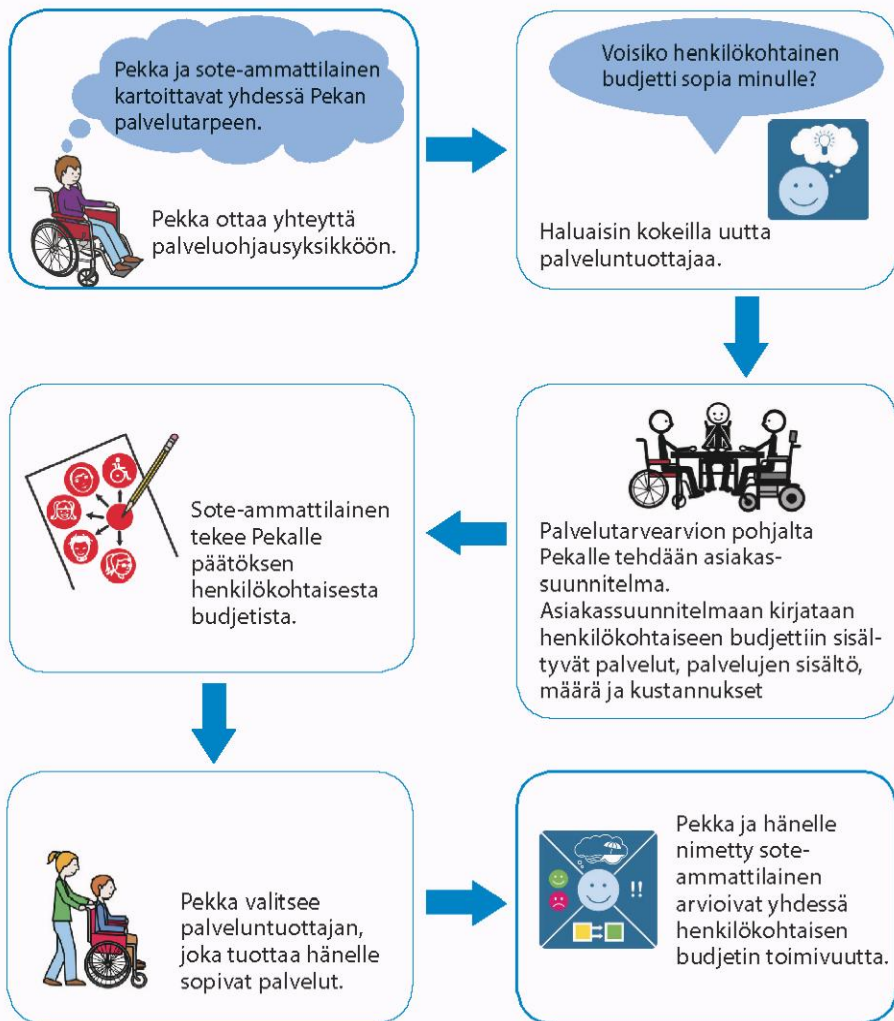 Pekka ja sote-ammattilainen
kartoittavat yhdessä Pekan
palvelutarpeen.
Pekka ottaa yhteyttä
palveluohjausyksikköön.
Voisiko henkilökohtainen
budjetti sopia minulle?
Haluaisin kokeilla uutta
palveluntuottajaa.
Palvelutarvearvion pohjalta
Pekalle tehdään asiakas-
suunnitelma.
Asiakassuunnitelmaan kirjataan
henkilökohtaiseen budjettiin sisäl-
tyvät palvelut, palvelujen sisältö,
määrä ja kustannukset
Sote-ammattilainen
tekee Pekalle
päätöksen
henkilökohtaisesta
budjetista.
Pekka valitsee
palveluntuottajan,
joka tuottaa hänelle
sopivat palvelut.
!!
Pekka ja hänelle
nimetty sote-
ammattilainen
arvioivat yhdessä
henkilökohtaisen
budjetin toimivuutta.